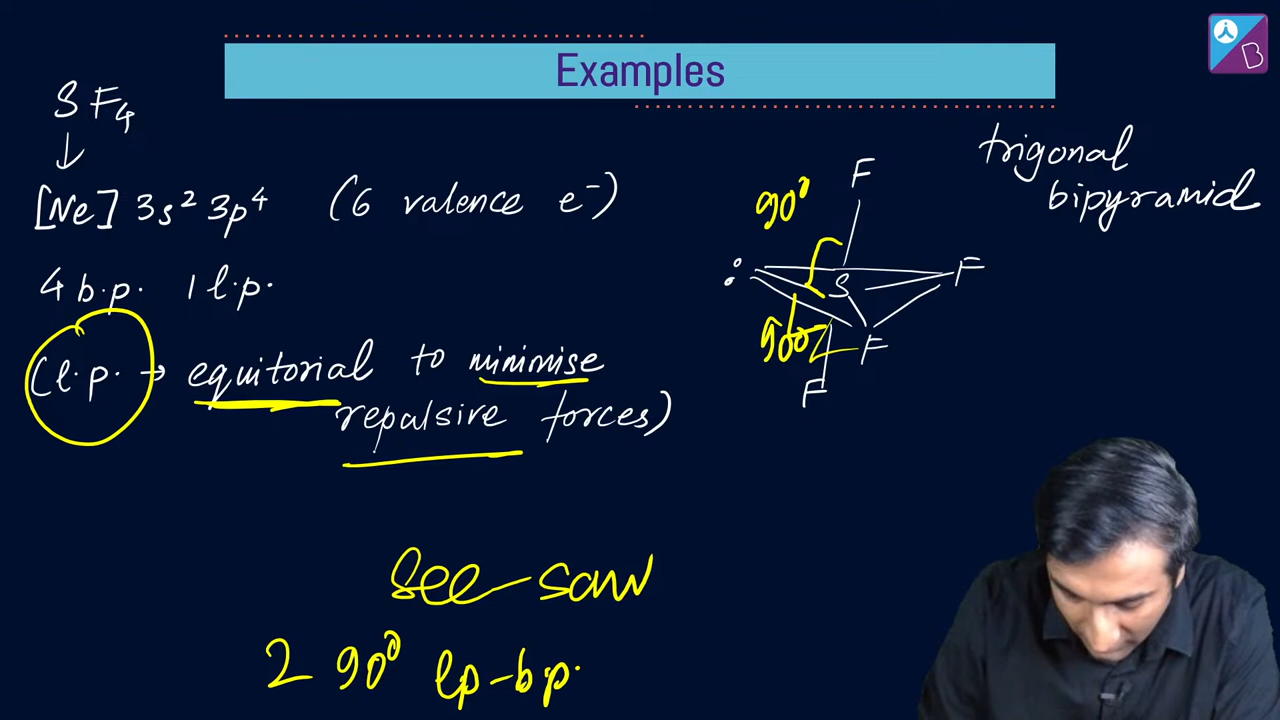 Examples
SF₄
↓
[Ne] 3s² 3p⁴ (6 valence e⁻)
4 b.p. 1 l.p.
(l.p. → equitorial to minimise
repulsive forces)
see-saw
2 90° lp-bp.
trigonal
bipyramid
F
90°
: S F
90° F
F
B